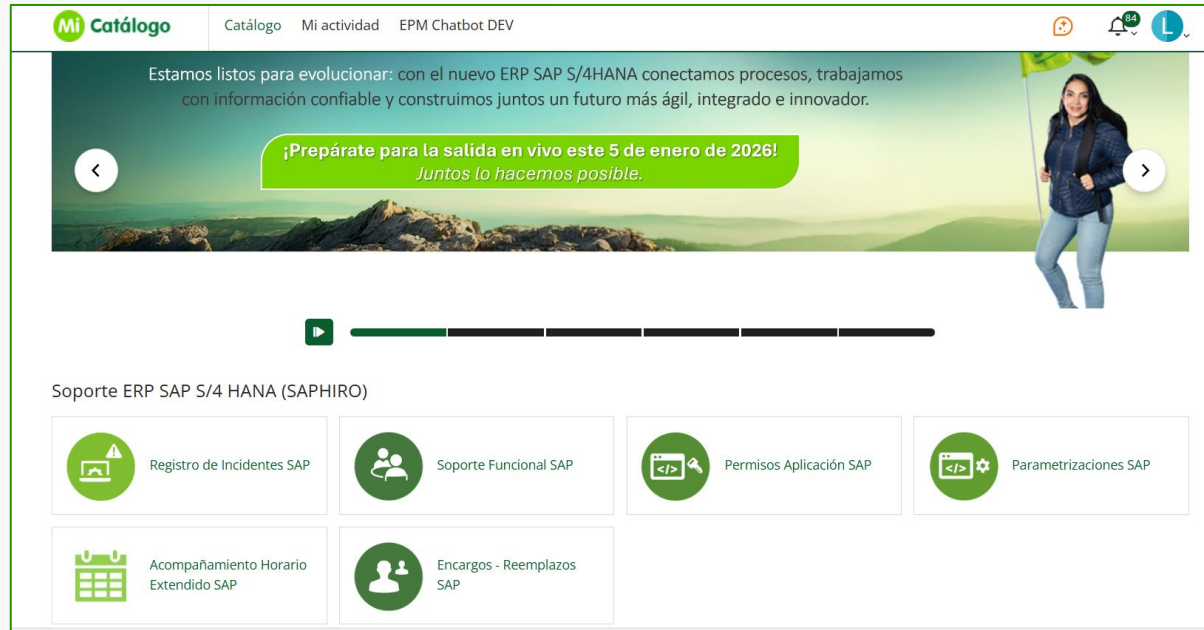 Mi Catálogo
Catálogo
Mi actividad
EPM Chatbot DEV
84
L
Estamos listos para evolucionar: con el nuevo ERP SAP S/4HANA conectamos procesos, trabajamos
con información confiable y construimos juntos un futuro más ágil, integrado e innovador.
¡Prepárate para la salida en vivo este 5 de enero de 2026!
Juntos lo hacemos posible.
Soporte ERP SAP S/4 HANA (SAPHIRO)
Registro de Incidentes SAP
Soporte Funcional SAP
</>
Permisos Aplicación SAP
</>
Parametrizaciones SAP
Acompañamiento Horario
Extendido SAP
Encargos - Reemplazos
SAP